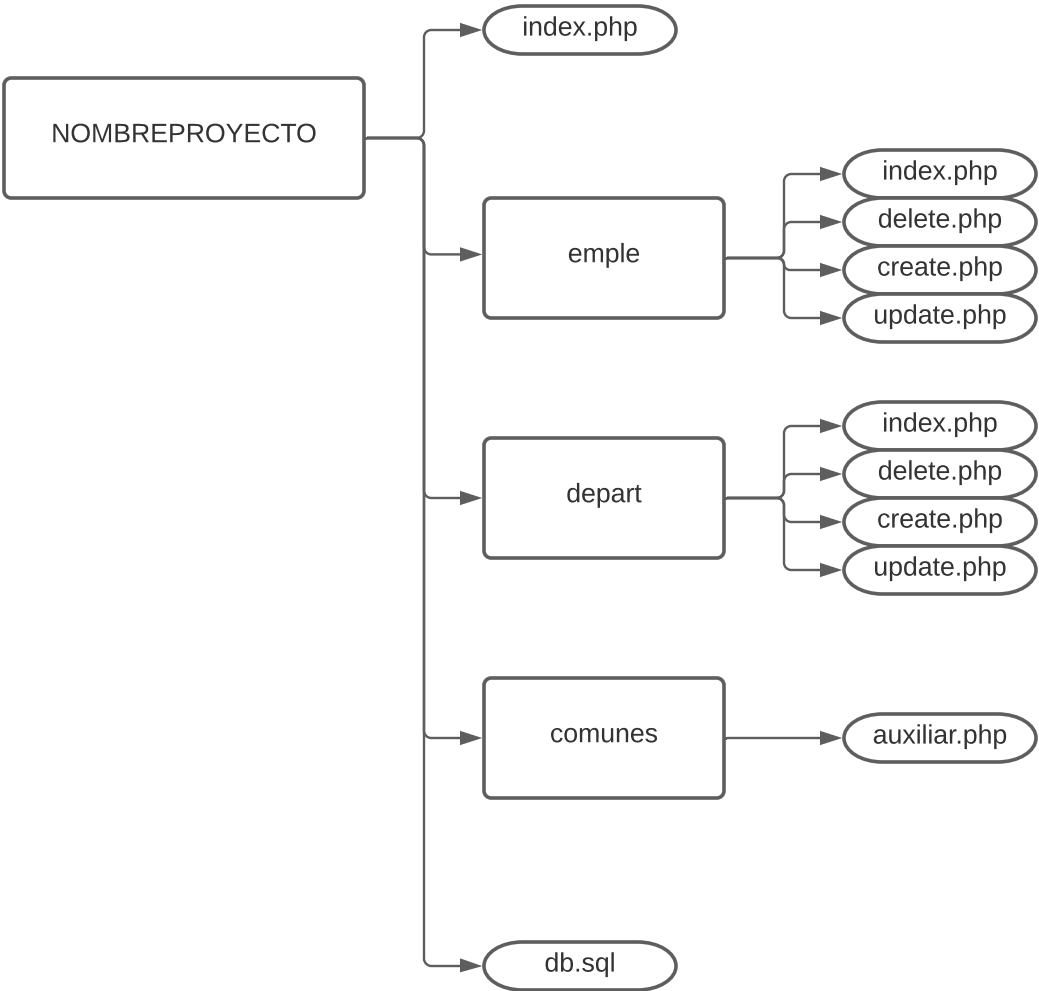 index.php
NOMBREPROYECTO
emple
index.php
delete.php
create.php
update.php
depart
index.php
delete.php
create.php
update.php
comunes
auxiliar.php
db.sql